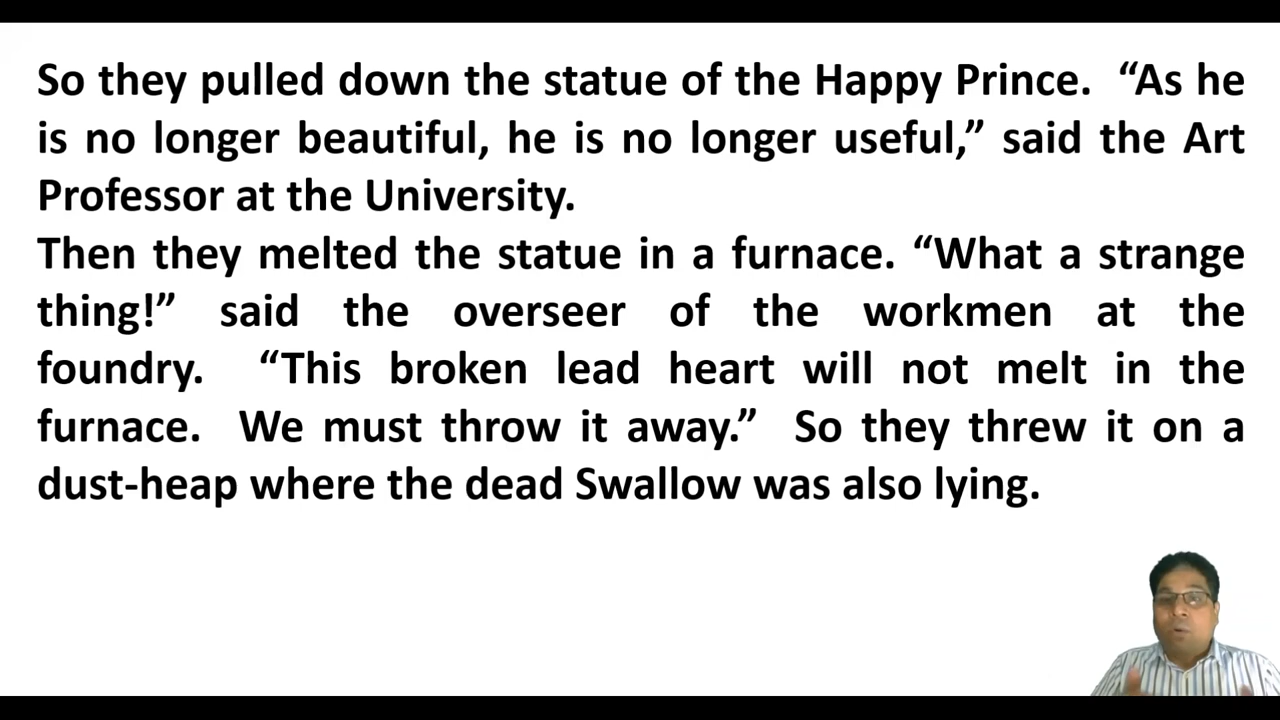 So they pulled down the statue of the Happy Prince. “As he
is no longer beautiful, he is no longer useful,” said the Art
Professor at the University.
Then they melted the statue in a furnace. “What a strange
thing!” said the overseer of the workmen at the
foundry. “This broken lead heart will not melt in the
furnace. We must throw it away.” So they threw it on a
dust-heap where the dead Swallow was also lying.